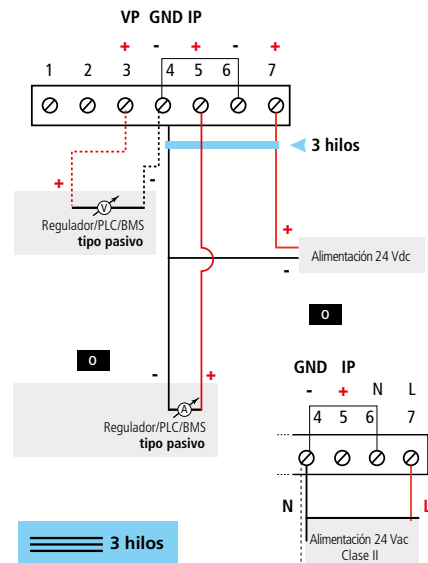 VP GND IP
+ - + - +
1 2 3 4 5 6 7
3 hilos
+ -
V
Regulador/PLC/BMS
tipo pasivo
+
Alimentación 24 Vdc
-
o
o
- +
A
Regulador/PLC/BMS
tipo pasivo
GND IP
- + N L
4 5 6 7
N L
Alimentación 24 Vac
Clase II
3 hilos